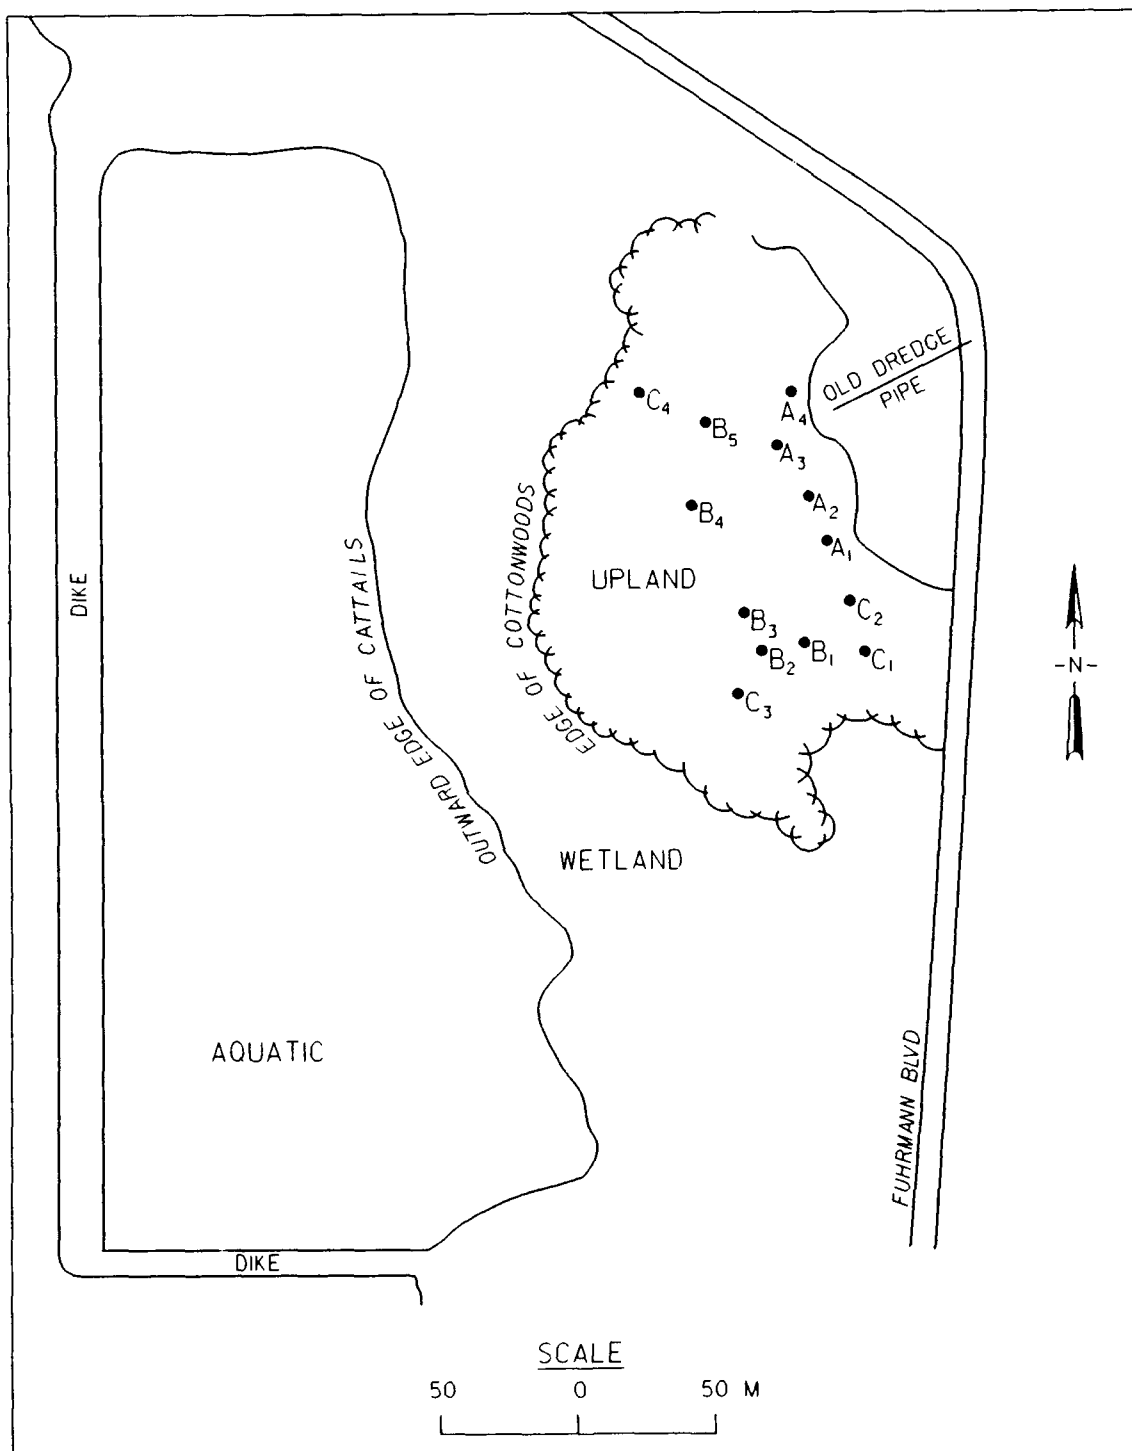 OLD DREDGE
PIPE
C₄
A₄
B₅
A₃
A₂
B₄
A₁
EDGE OF COTTONWOODS
UPLAND
DIKE
OUTWARD EDGE OF CATTAILS
C₂
B₃
B₁
B₂
C₁
C₃
-N-
WETLAND
AQUATIC
FUHRMANN BLVD
DIKE
SCALE
50 0 50 M